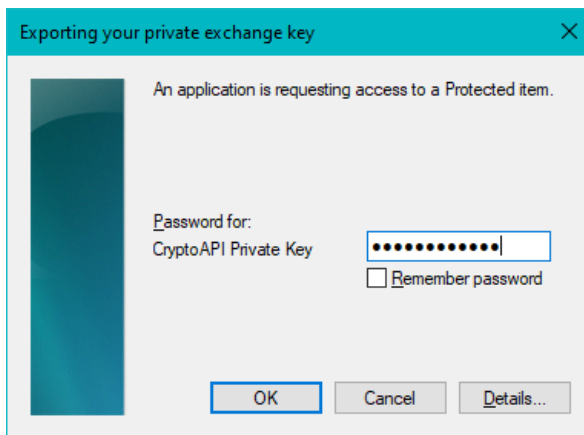 Exporting your private exchange key
An application is requesting access to a Protected item.
Password for:
CryptoAPI Private Key
●●●●●●●●●●●●
Remember password
OK
Cancel
Details...